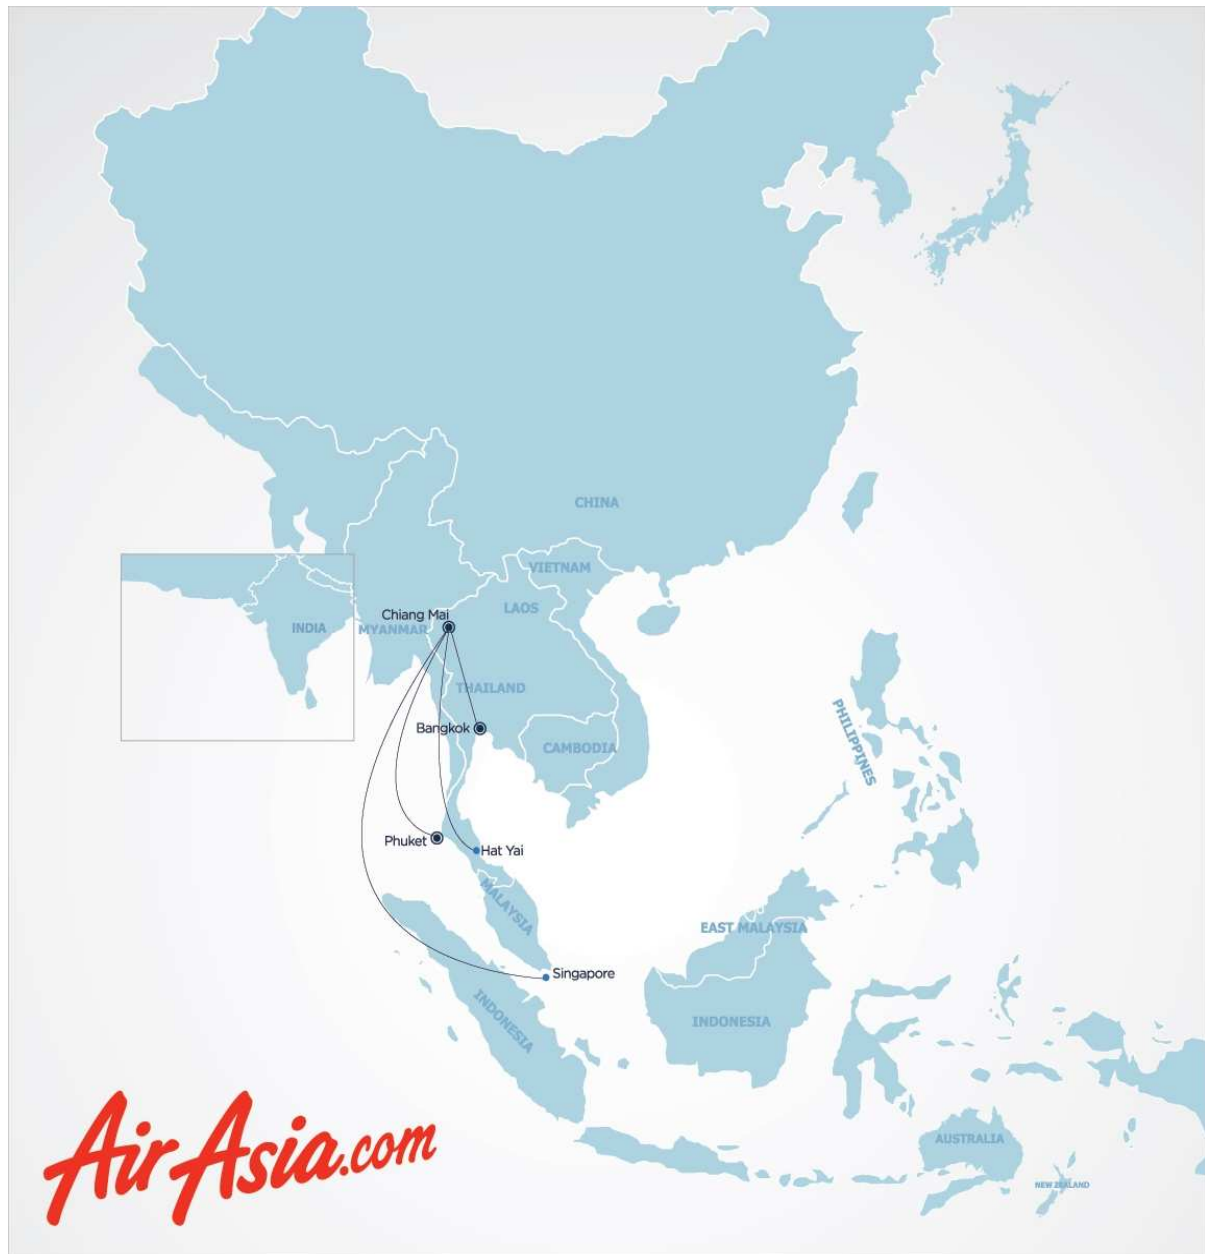 CHINA
VIETNAM
LAOS
Chiang Mai
INDIA
MYANMAR
THAILAND
Bangkok
CAMBODIA
PHILIPPINES
Phuket
Hat Yai
MALAYSIA
EAST MALAYSIA
Singapore
INDONESIA
INDONESIA
AirAsia.com
AUSTRALIA
NEW ZEALAND